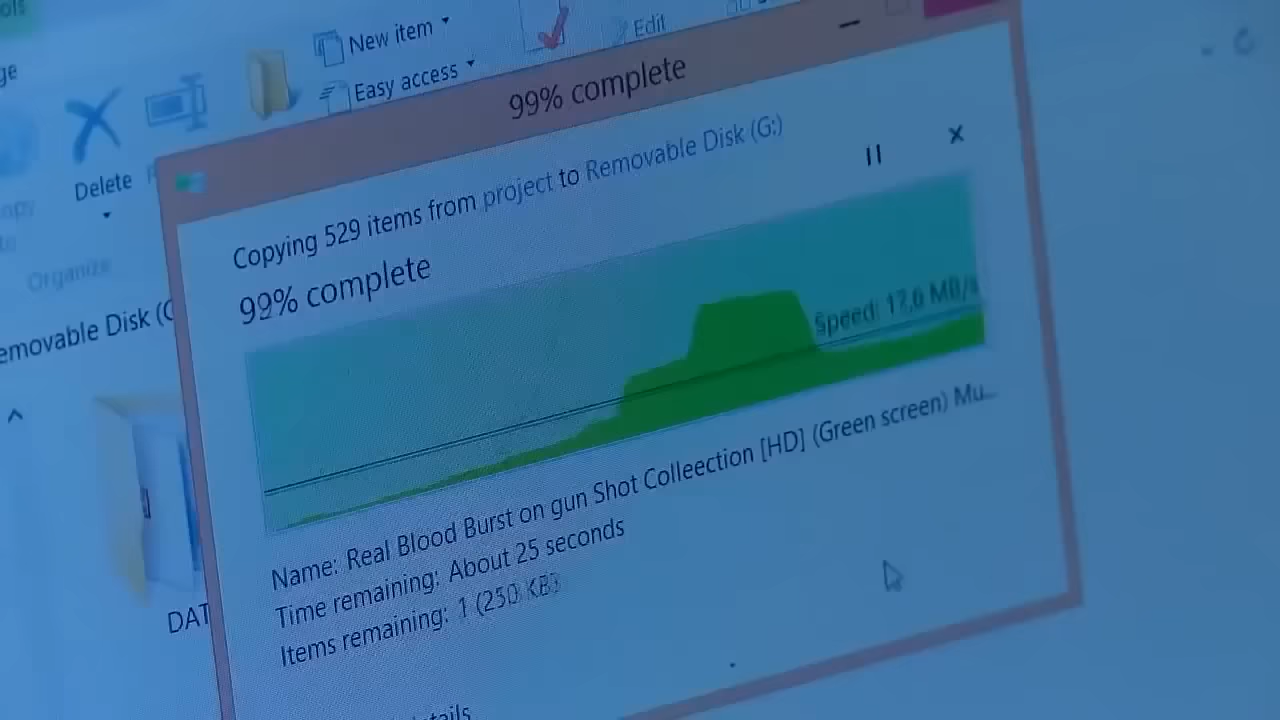 New item
Edit
Easy access
Delete
Organize
99% complete
Copying 529 items from project to Removable Disk (G:)
99% complete
Speed: 17,6 MB/s
Name: Real Blood Burst on gun Shot Colleection [HD] (Green screen) Mu...
Time remaining: About 25 seconds
Items remaining: 1 (250 KB)
emovable Disk (G
DAT